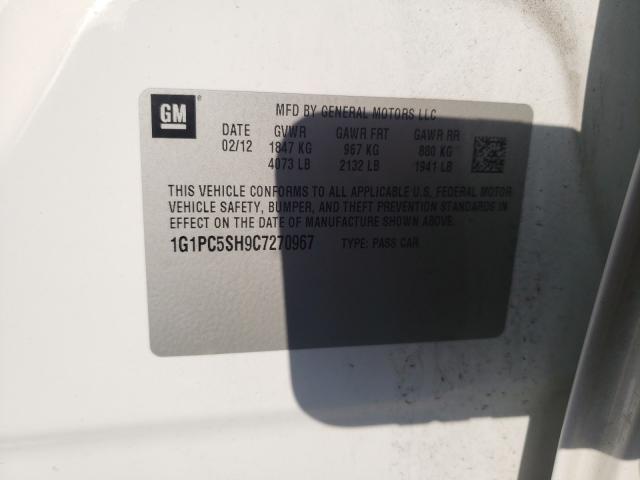 GM®
MFD BY GENERAL MOTORS LLC
DATE GVWR GAWR FRT GAWR RR
02/12 1847 KG 967 KG 880 KG
4073 LB 2132 LB 1941 LB
THIS VEHICLE CONFORMS TO ALL APPLICABLE U.S. FEDERAL MOTOR
VEHICLE SAFETY, BUMPER, AND THEFT PREVENTION STANDARDS IN
EFFECT ON THE DATE OF MANUFACTURE SHOWN ABOVE.
1G1PC5SH9C7270967 TYPE: PASS CAR